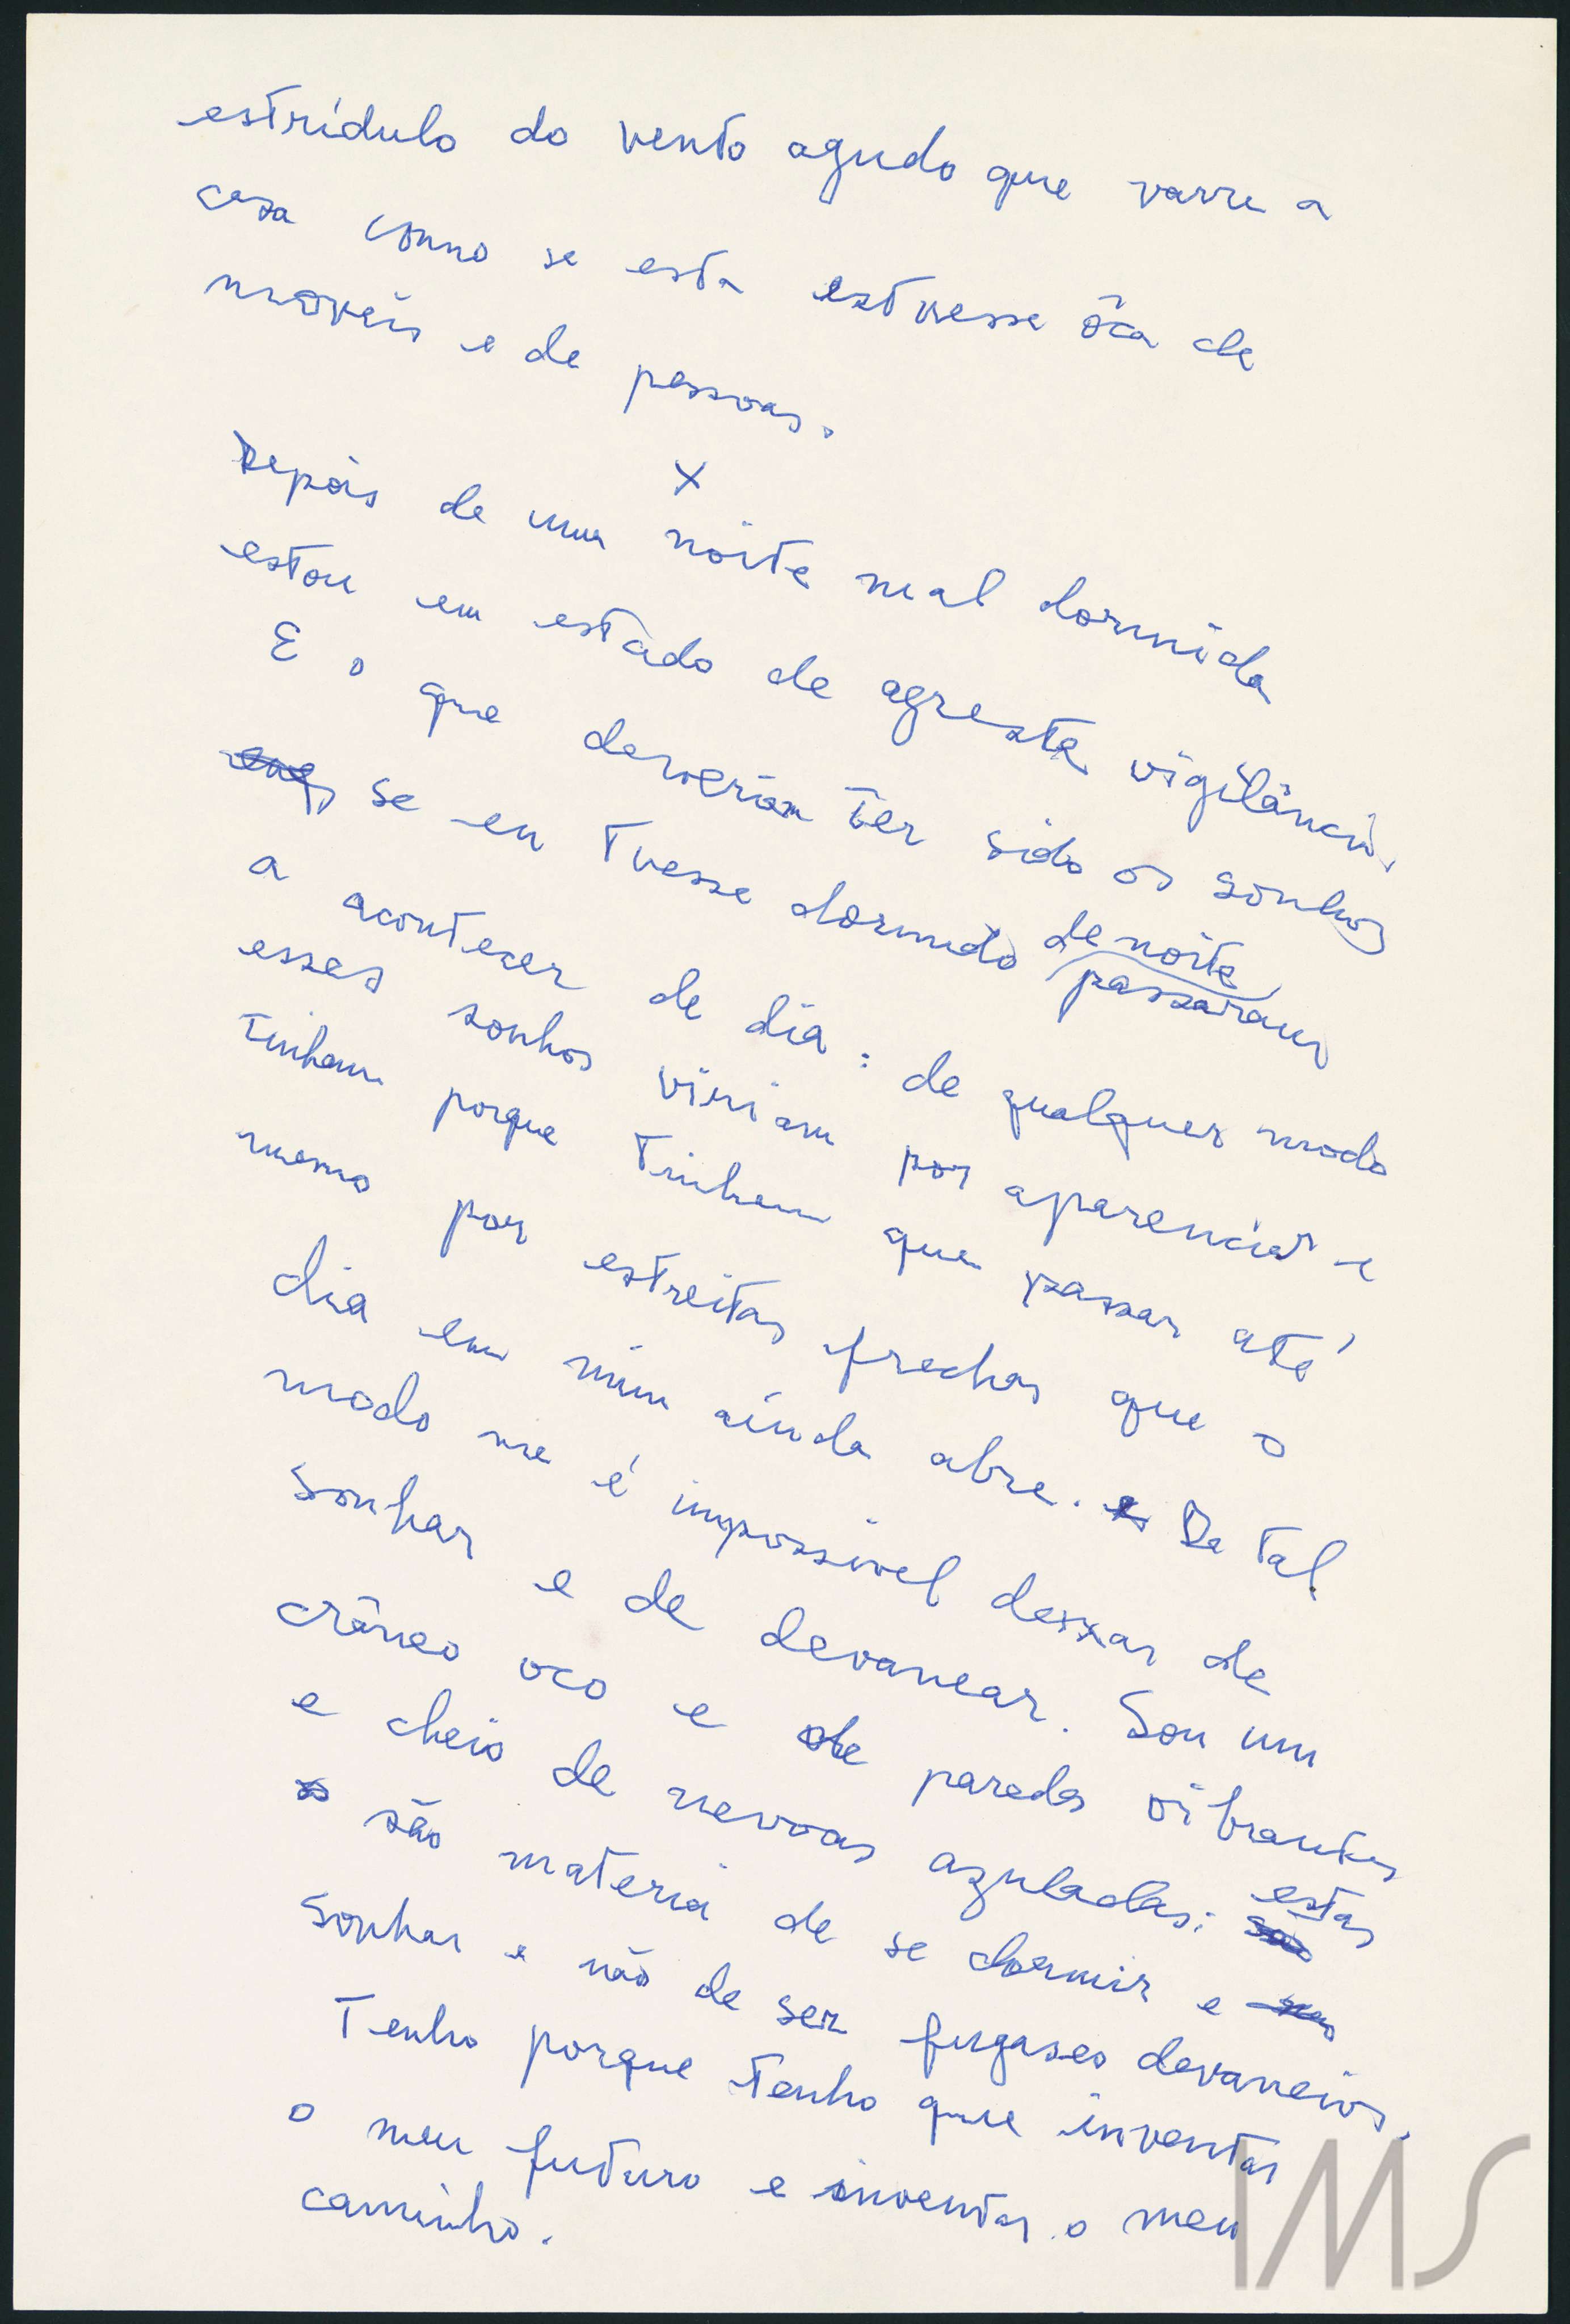 estrídulo do vento agudo que varre a
casa como se esta estivesse ôca de
moveis e de pessoas.
X
Depois de uma noite mal dormida
estou em estado de agreste vigilância.
E o que deveriam ter sido os sonhos
se eu tivesse dormido de noite passaram
a acontecer de dia: de qualquer modo
esses sonhos viriam por aparencias e
tinham porque tinham que passar até
mesmo por estreitas frechas que o
dia em mim ainda abre. De tal
modo me é impossivel deixar de
sonhar e de devanear. Sou um
crâneo oco e de paredes vibrantes
e cheio de nevoas azuladas: estas
são materia de se dormir e
sonhar e não de ser fugases devaneios.
Tenho porque tenho que inventar
o meu futuro e inventar o meu
caminho.
IMS